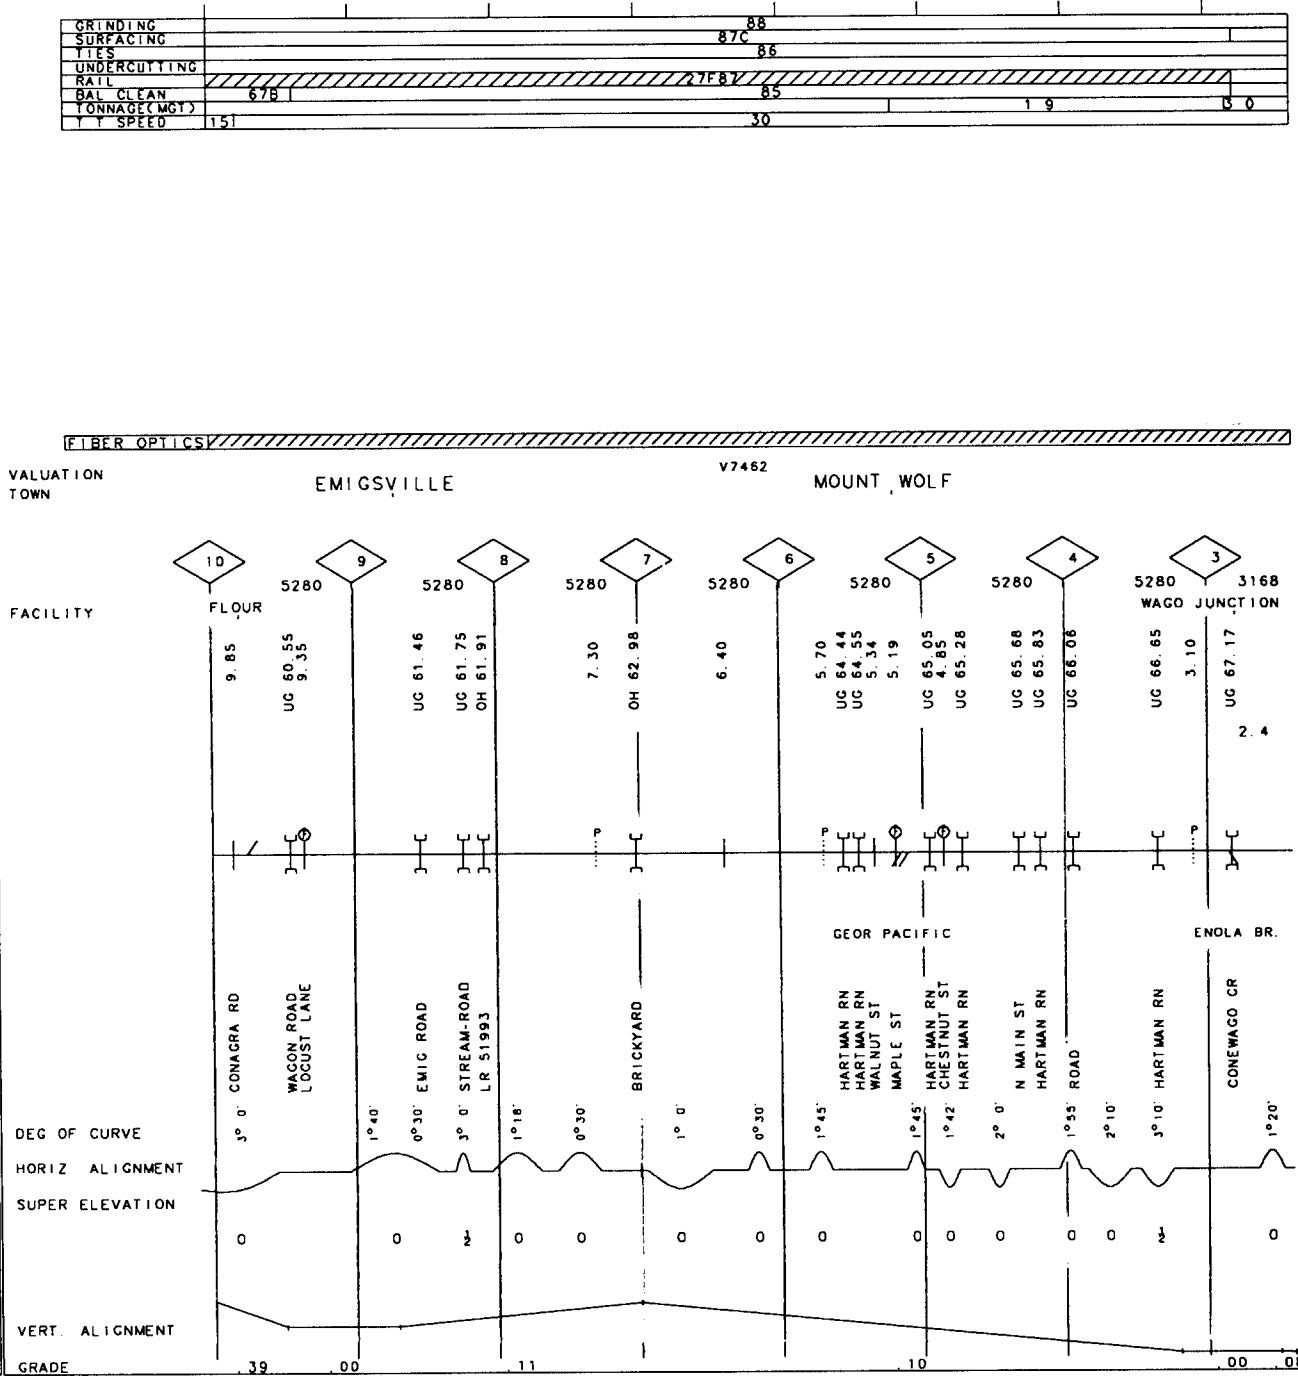 GRINDING 88
SURFACING 87C
TIES 86
UNDERCUTTING
RAIL 27F87
BAL CLEAN 67B 85
TONNAGE(MGT) 19 30
T T SPEED 151 30
FIBER OPTICS
VALUATION V7462
TOWN EMIGSVILLE MOUNT WOLF
10 9 8 7 6 5 4 3
5280 5280 5280 5280 5280 5280 5280 3168
FACILITY FLOUR WAGO JUNCTION
9.85
UG 60.55
9.35
UG 61.46
UG 61.75
OH 61.91
7.30
OH 62.98
6.40
5.70
UG 64.44
UG 64.55
5.34
5.19
UG 65.05
4.85
UG 65.28
UG 65.68
UG 65.83
UG 66.06
UG 66.65
3.10
UG 67.17
2.4
P P P
GEOR PACIFIC ENOLA BR.
CONAGRA RD
WAGON ROAD
LOCUST LANE
EMIG ROAD
STREAM-ROAD
LR 51993
BRICKYARD
HARTMAN RN
HARTMAN RN
WALNUT ST
MAPLE ST
HARTMAN RN
CHESTNUT ST
HARTMAN RN
N MAIN ST
HARTMAN RN
ROAD
HARTMAN RN
CONEWAGO CR
DEG OF CURVE 3° 0' 1°40' 0°30' 3° 0' 1°18' 0°30' 1° 0' 0°30' 1°45' 1°45' 1°42' 2° 0' 1°55' 2°10' 3°10' 1°20'
HORIZ ALIGNMENT
SUPER ELEVATION
0 0 ½ 0 0 0 0 0 0 0 0 0 0 ½ 0
VERT. ALIGNMENT
GRADE .39 .00 .11 .10 .00 .08